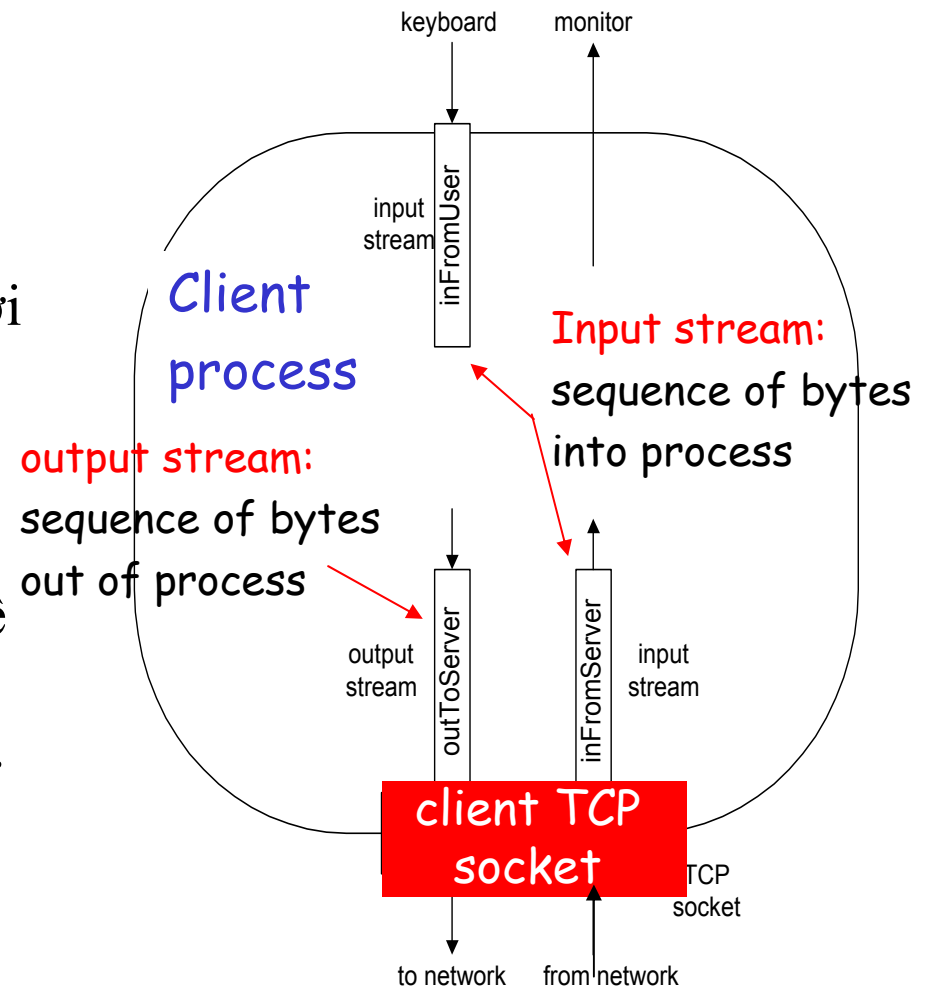 keyboard
monitor
input
stream
inFromUser
Client
process
Input stream:
sequence of bytes
into process
output stream:
sequence of bytes
out of process
output
stream
outToServer
inFromServer
input
stream
client TCP
socket
TCP
socket
to network
from network